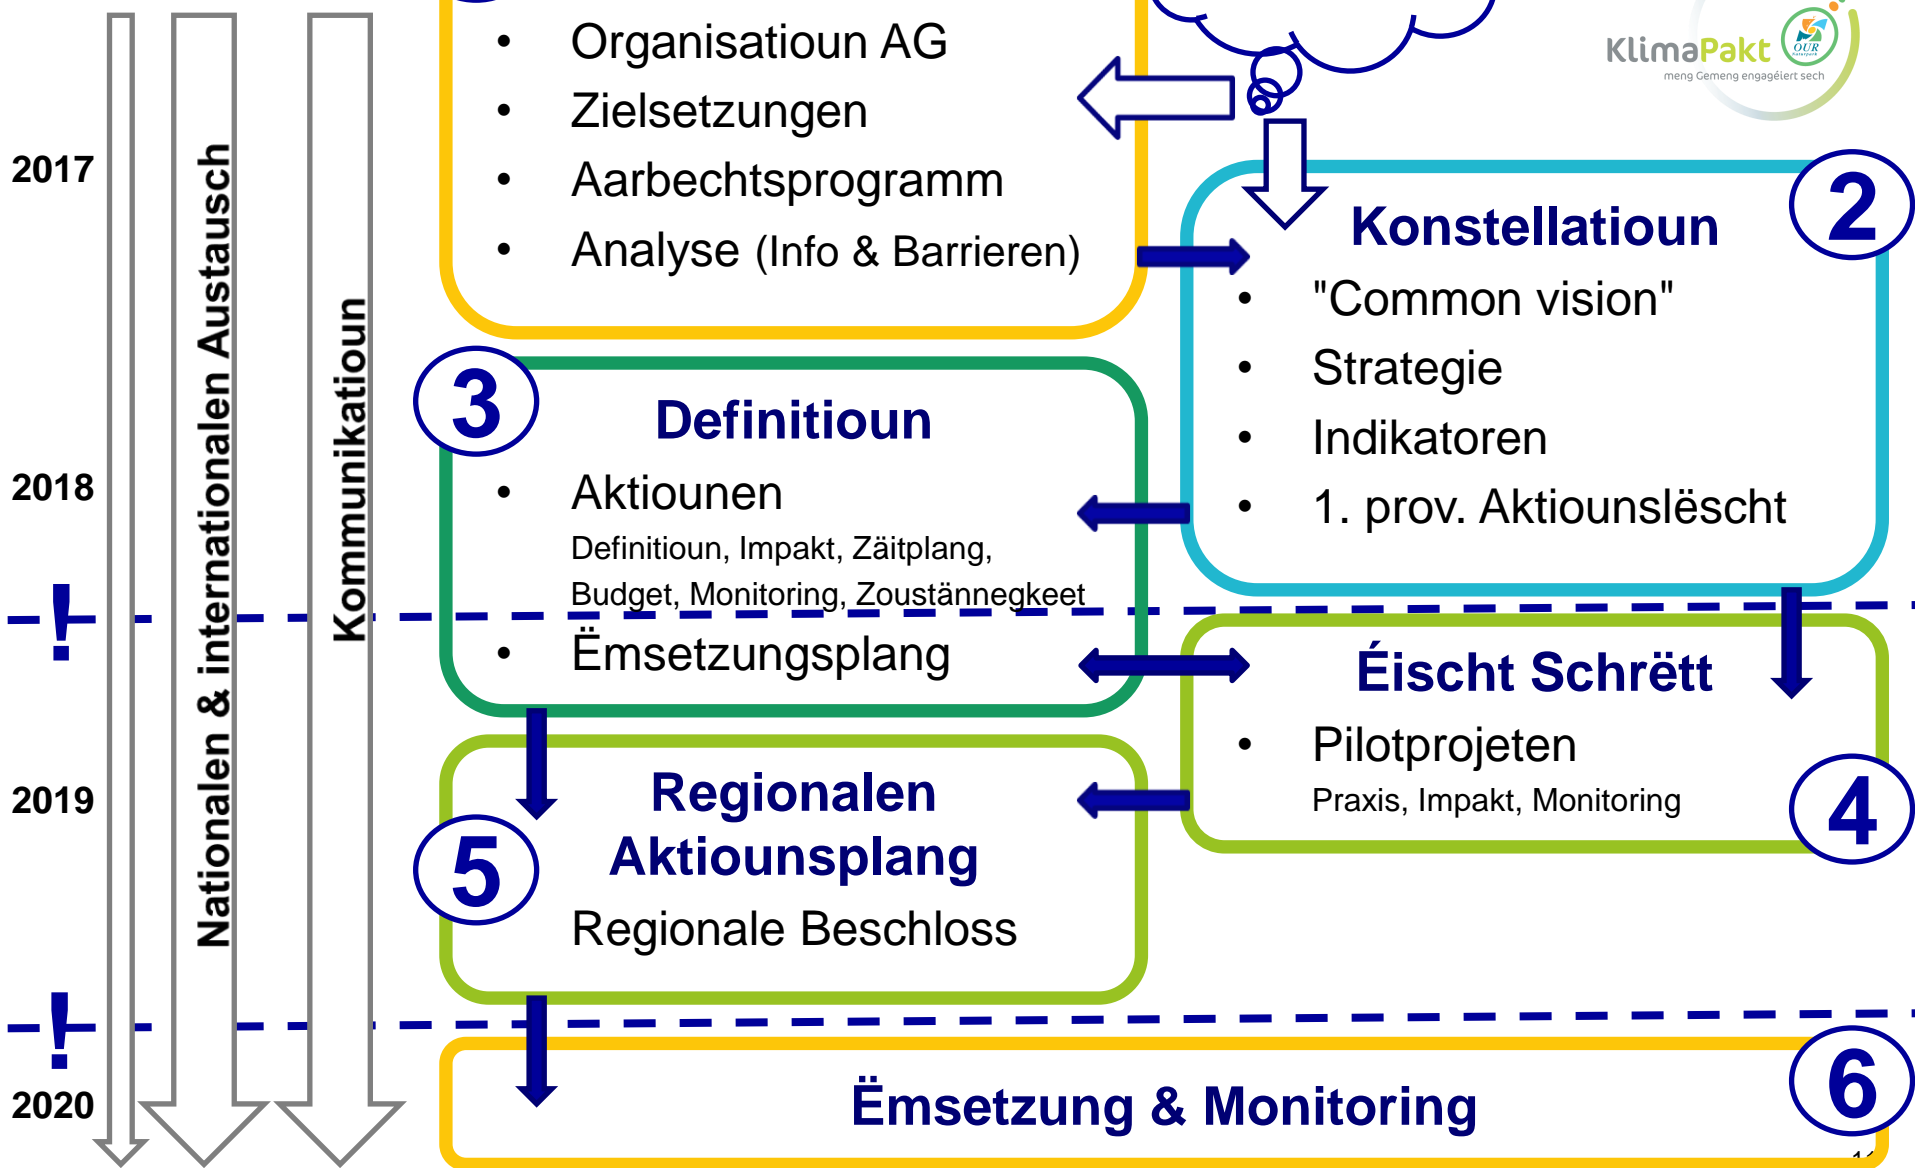 • Organisatioun AG
• Zielsetzungen
• Aarbechtsprogramm
• Analyse (Info & Barrieren)
KlimaPakt
meng Gemeng engagéiert sech
OUR
Naturpark
2017
2018
2019
2020
!
!
Nationalen & internationalen Austausch
Kommunikatioun
2
Konstellatioun
• "Common vision"
• Strategie
• Indikatoren
• 1. prov. Aktiounslëscht
3
Definitioun
• Aktiounen
Definitioun, Impakt, Zäitplang,
Budget, Monitoring, Zoustännegkeet
• Ëmsetzungsplang
Éischt Schrëtt
• Pilotprojeten
Praxis, Impakt, Monitoring
4
5
Regionalen
Aktiounsplang
Regionale Beschloss
6
Ëmsetzung & Monitoring